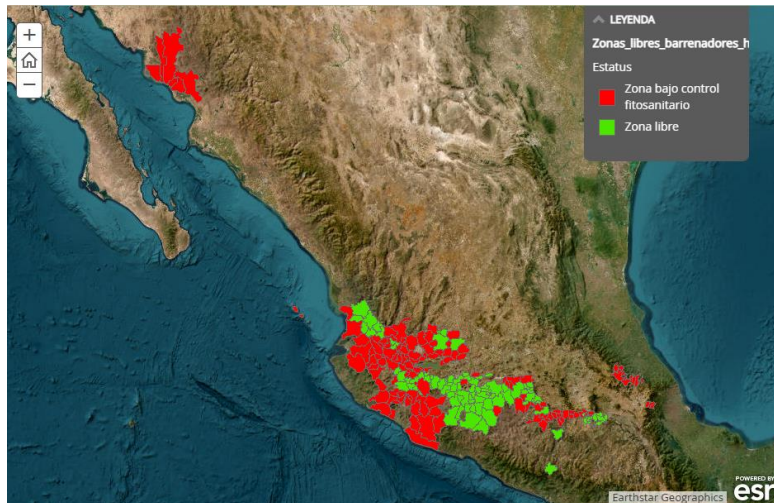 +
−
LEYENDA
Zonas_libres_barrenadores_h
Estatus
Zona bajo control
fitosanitario
Zona libre
Earthstar Geographics
POWERED BY
esri